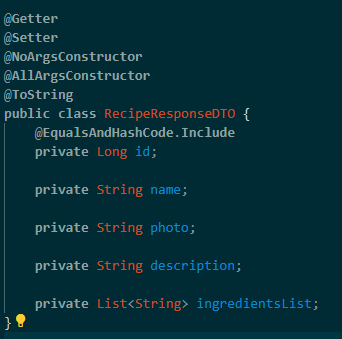 @Getter
@Setter
@NoArgsConstructor
@AllArgsConstructor
@ToString
public class RecipeResponseDTO {
    @EqualsAndHashCode.Include
    private Long id;
    private String name;
    private String photo;
    private String description;
    private List<String> ingredientsList;
}